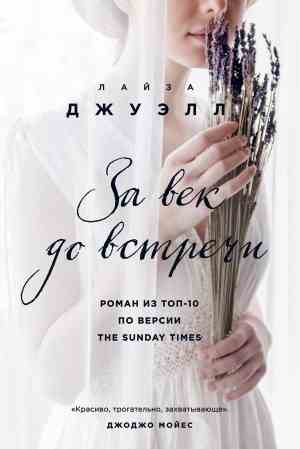 ЛАЙЗА
ДЖУЭЛЛ
За век
до встречи
РОМАН ИЗ ТОП-10
ПО ВЕРСИИ
THE SUNDAY TIMES
«Красиво, трогательно, захватывающе».
ДЖОДЖО МОЙЕС